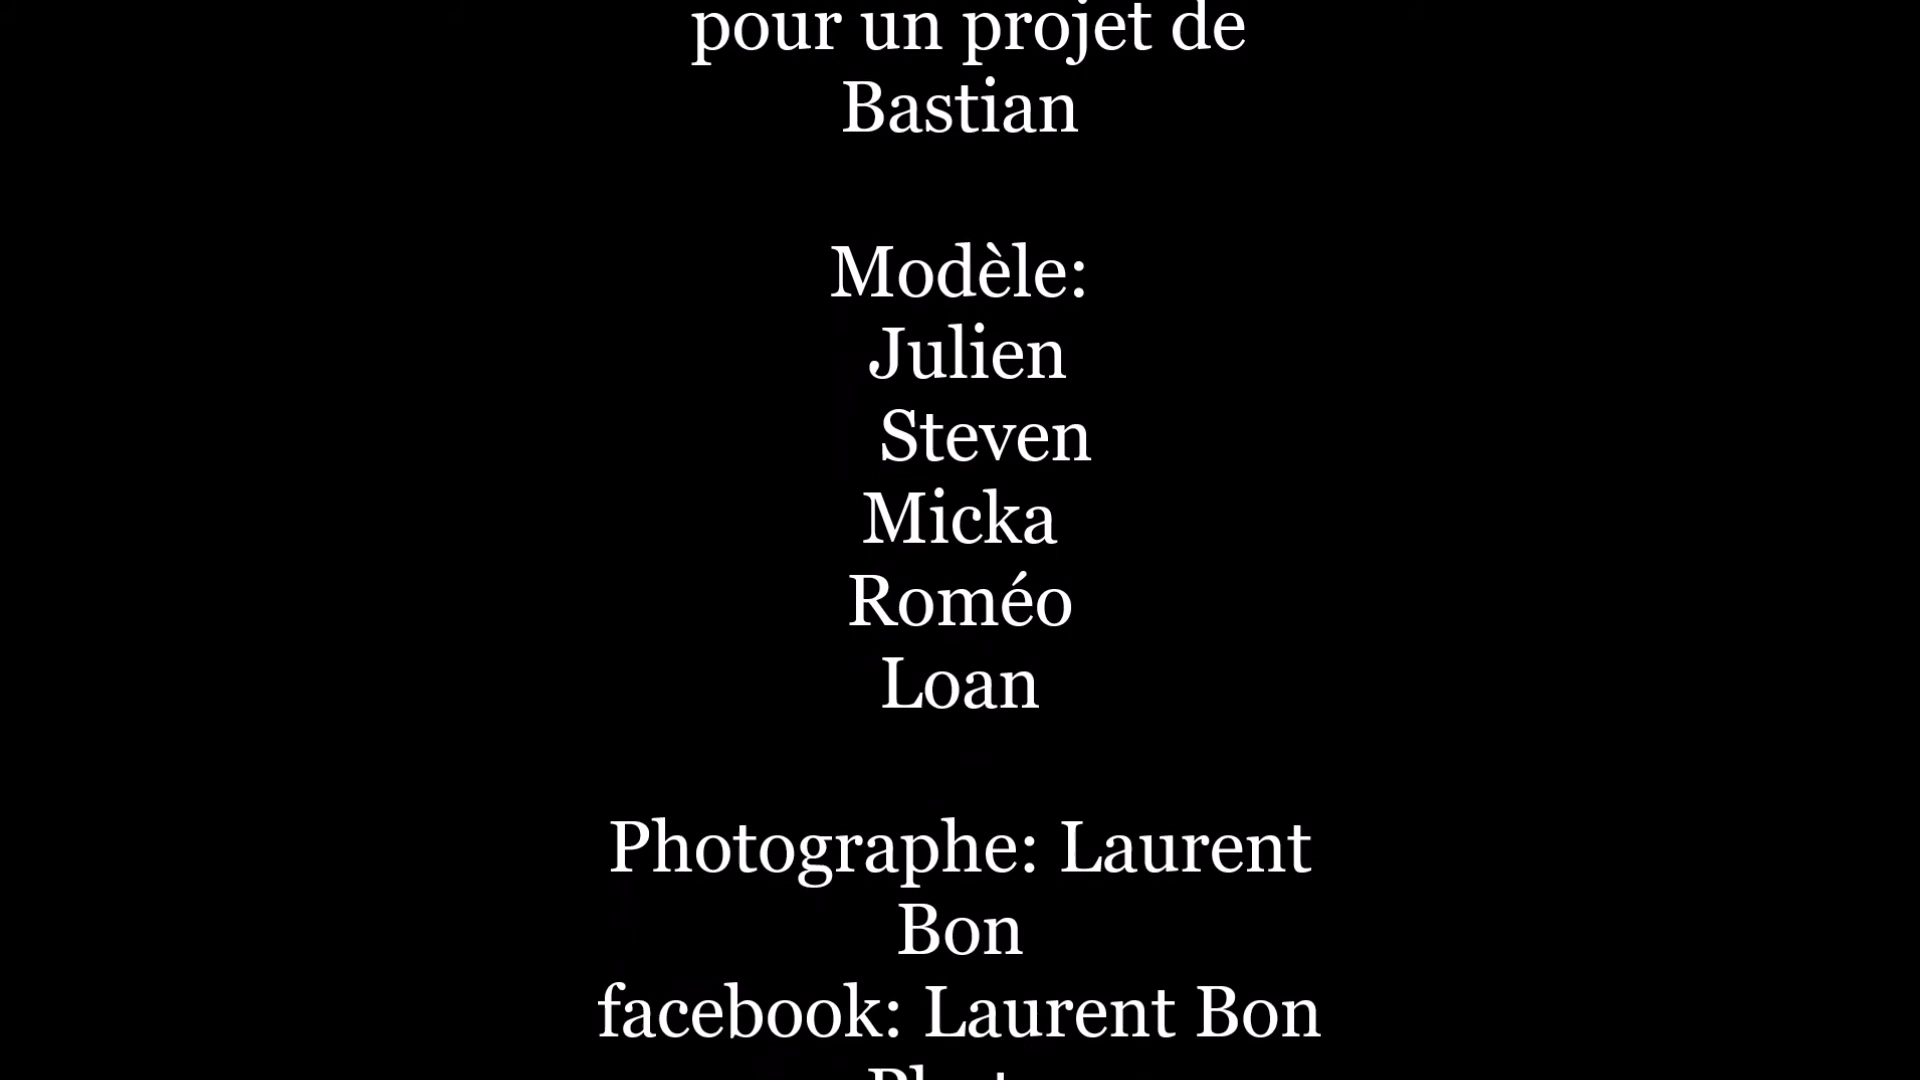 pour un projet de
Bastian
Modèle:
Julien
Steven
Micka
Roméo
Loan
Photographe: Laurent
Bon
facebook: Laurent Bon